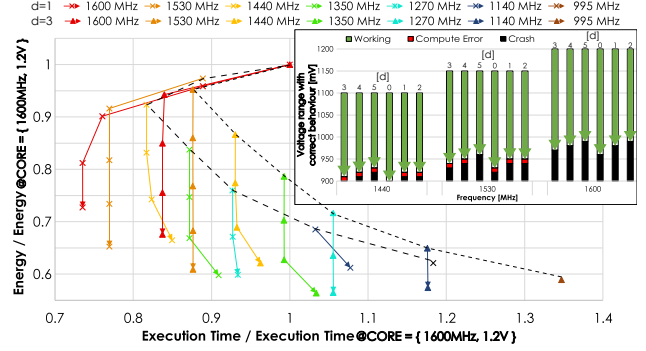 d=1 1600 MHz 1530 MHz 1440 MHz 1350 MHz 1270 MHz 1140 MHz 995 MHz
d=3 1600 MHz 1530 MHz 1440 MHz 1350 MHz 1270 MHz 1140 MHz 995 MHz
Energy / Energy @CORE = { 1600MHz, 1.2V }
1
0.9
0.8
0.7
0.6
0.7 0.8 0.9 1 1.1 1.2 1.3 1.4
Execution Time / Execution Time @CORE = { 1600MHz, 1.2V }
Working Compute Error Crash
Voltage range with
correct behaviour [mV]
1200
1150
1100
1050
1000
950
900
[d]
3 4 5 0 1 2
[d]
3 4 5 0 1 2
[d]
3 4 5 0 1 2
1440 1530 1600
Frequency [MHz]